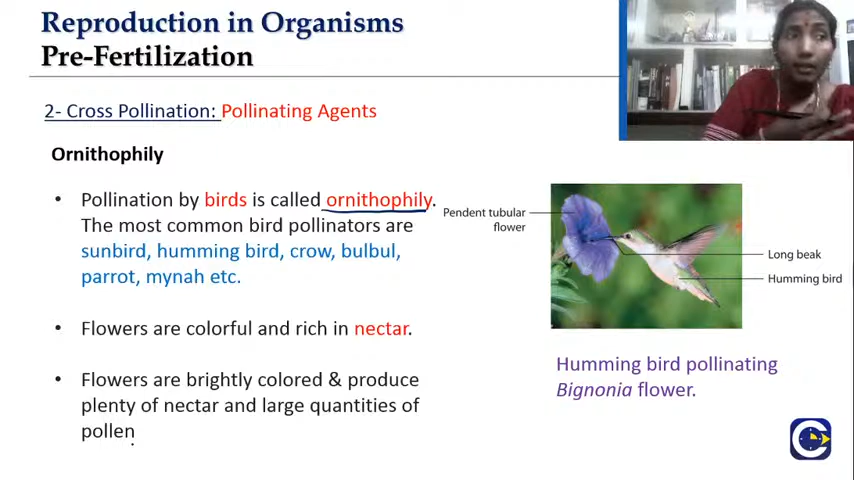 Reproduction in Organisms
Pre-Fertilization
2- Cross Pollination: Pollinating Agents
Ornithophily
• Pollination by birds is called ornithophily.
The most common bird pollinators are
sunbird, humming bird, crow, bulbul,
parrot, mynah etc.
• Flowers are colorful and rich in nectar.
• Flowers are brightly colored & produce
plenty of nectar and large quantities of
pollen
Pendent tubular
flower
Long beak
Humming bird
Humming bird pollinating
Bignonia flower.